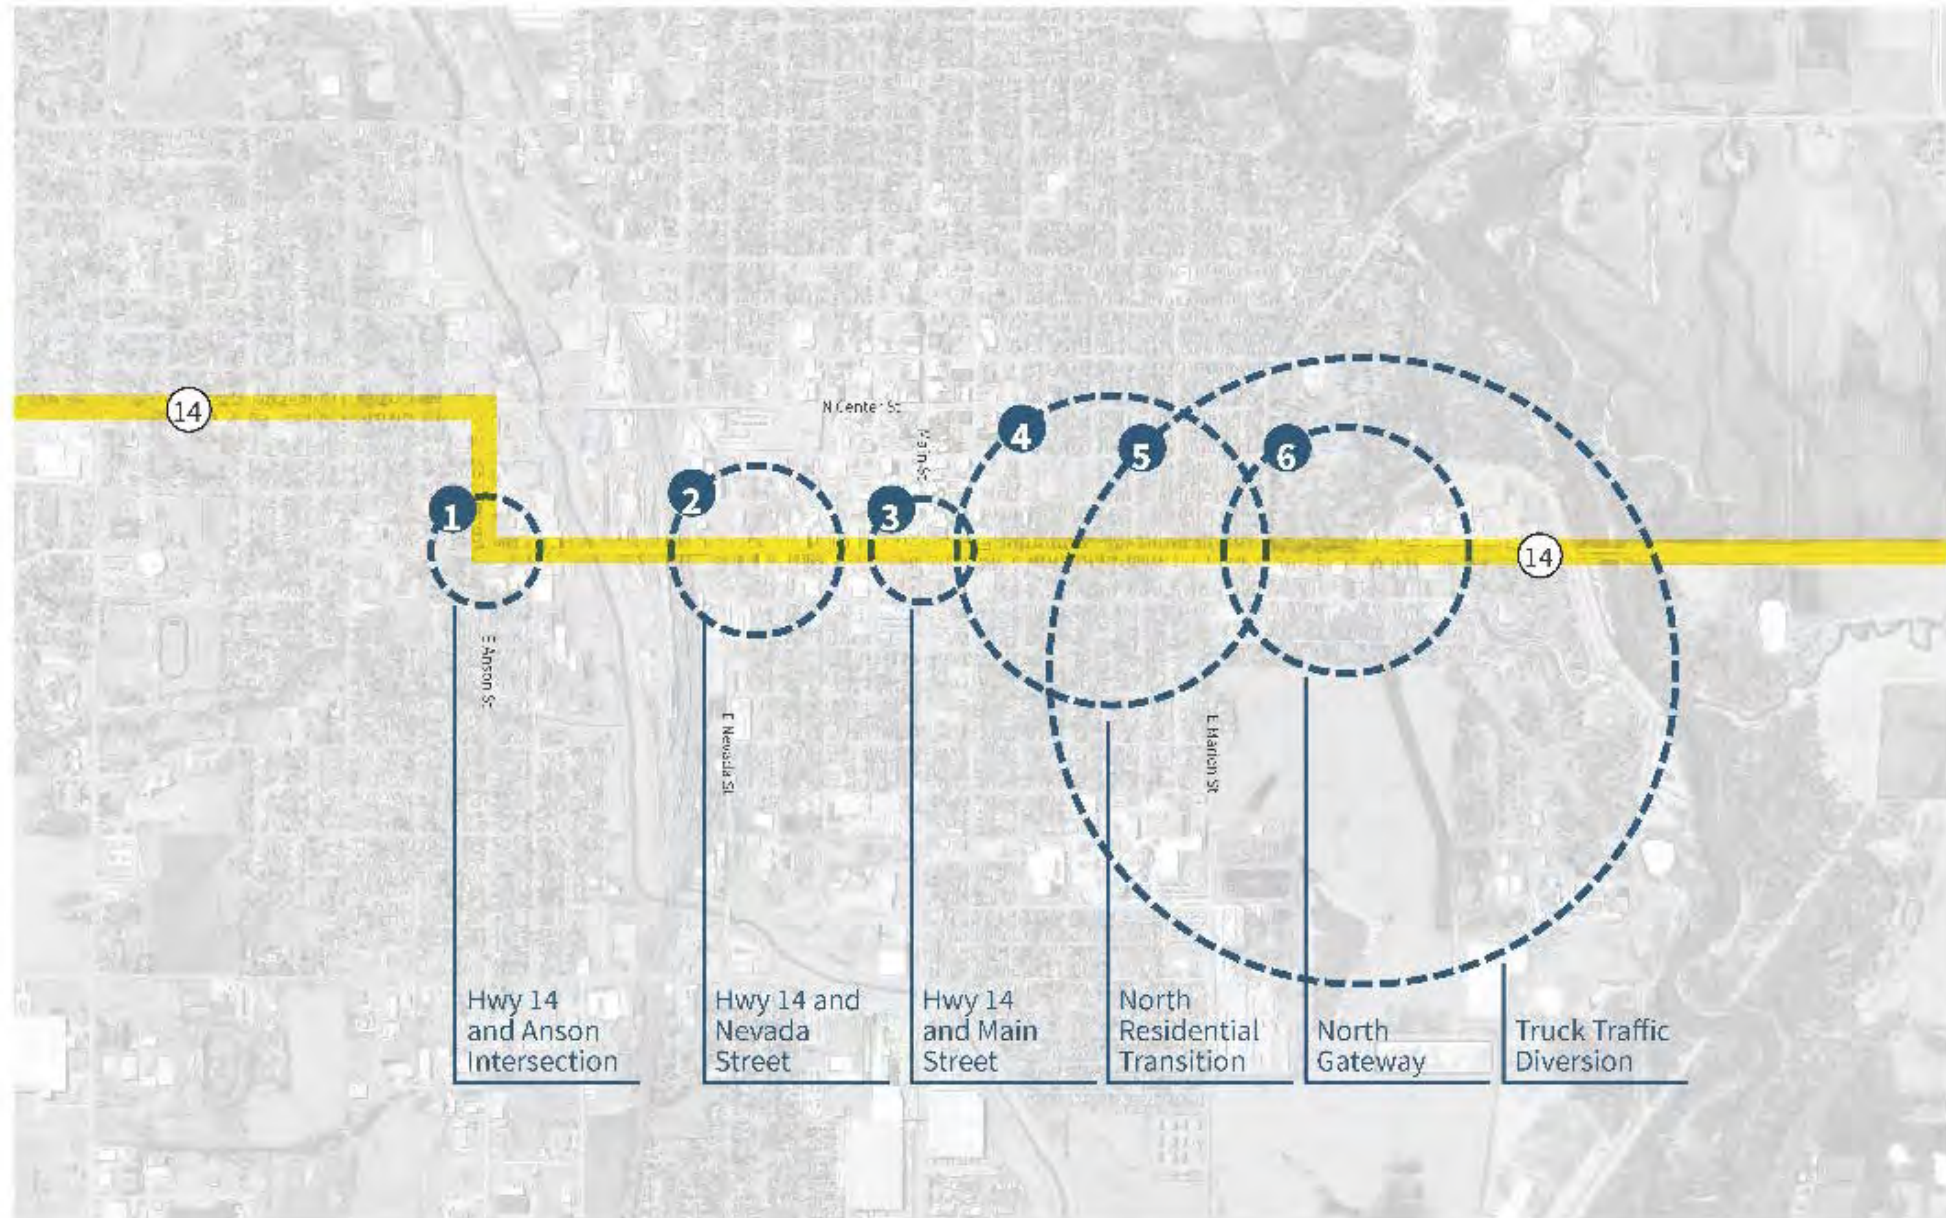 14
N Center St
Main St
4
5
6
1
2
3
14
E Anson St
E Nevada St
E Marion St
Hwy 14
and Anson
Intersection
Hwy 14 and
Nevada
Street
Hwy 14
and Main
Street
North
Residential
Transition
North
Gateway
Truck Traffic
Diversion